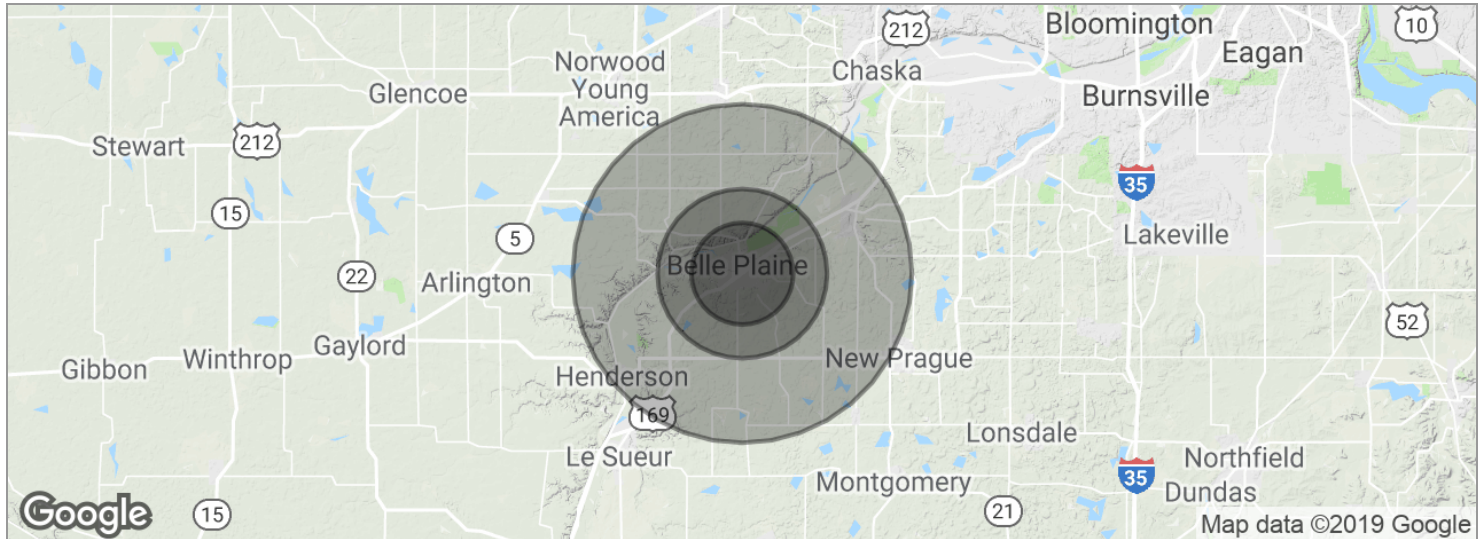 Bloomington
212
10
Eagan
Norwood
Young
America
Chaska
Glencoe
Burnsville
Stewart
212
35
15
5
Lakeville
22
Arlington
Belle Plaine
52
Gaylord
Winthrop
Gibbon
New Prague
Henderson
169
Lonsdale
Le Sueur
Northfield
Montgomery
35
Dundas
21
15
Google
Map data ©2019 Google